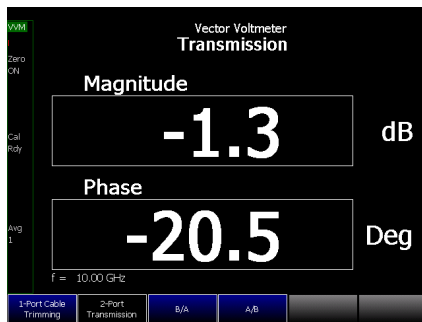 VVM
Vector Voltmeter
Transmission
Zero
ON
Magnitude
-1.3
dB
Cal
Rdy
Phase
-20.5
Deg
Avg
1
f = 10.00 GHz
1-Port Cable
Trimming
2-Port
Transmission
B/A
A/B